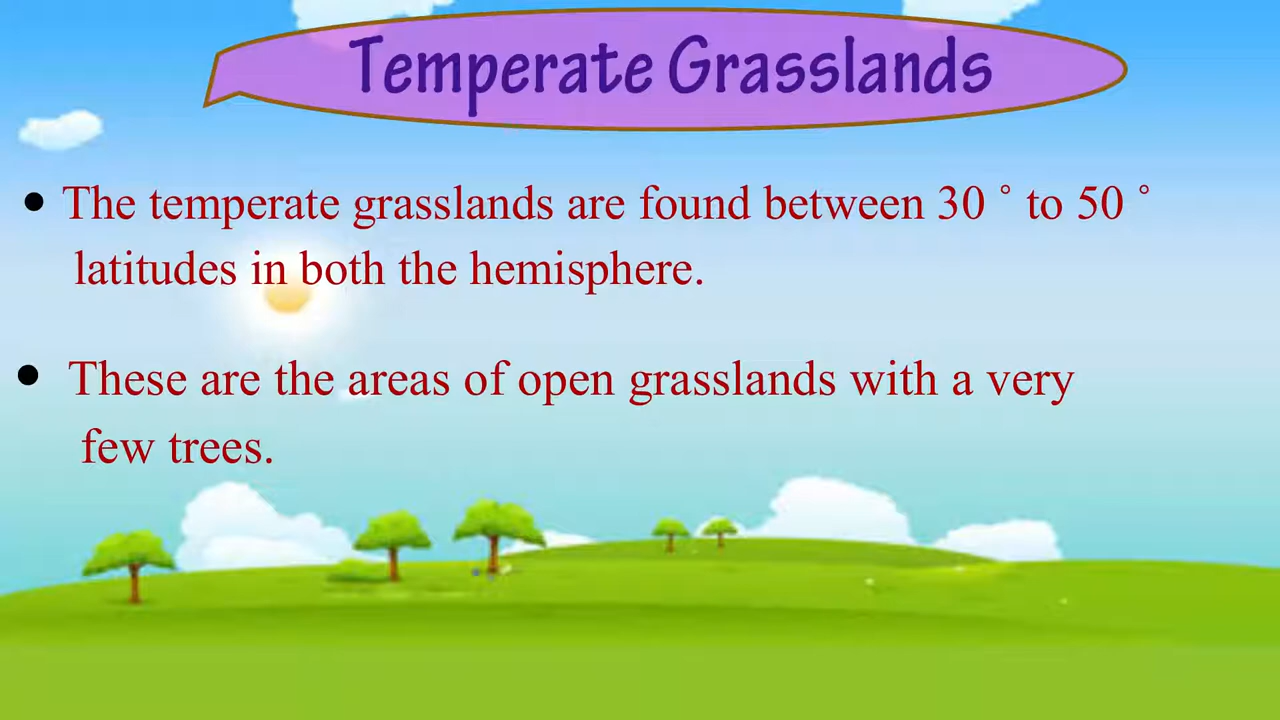 Temperate Grasslands
• The temperate grasslands are found between 30 ° to 50 °
latitudes in both the hemisphere.
• These are the areas of open grasslands with a very
few trees.